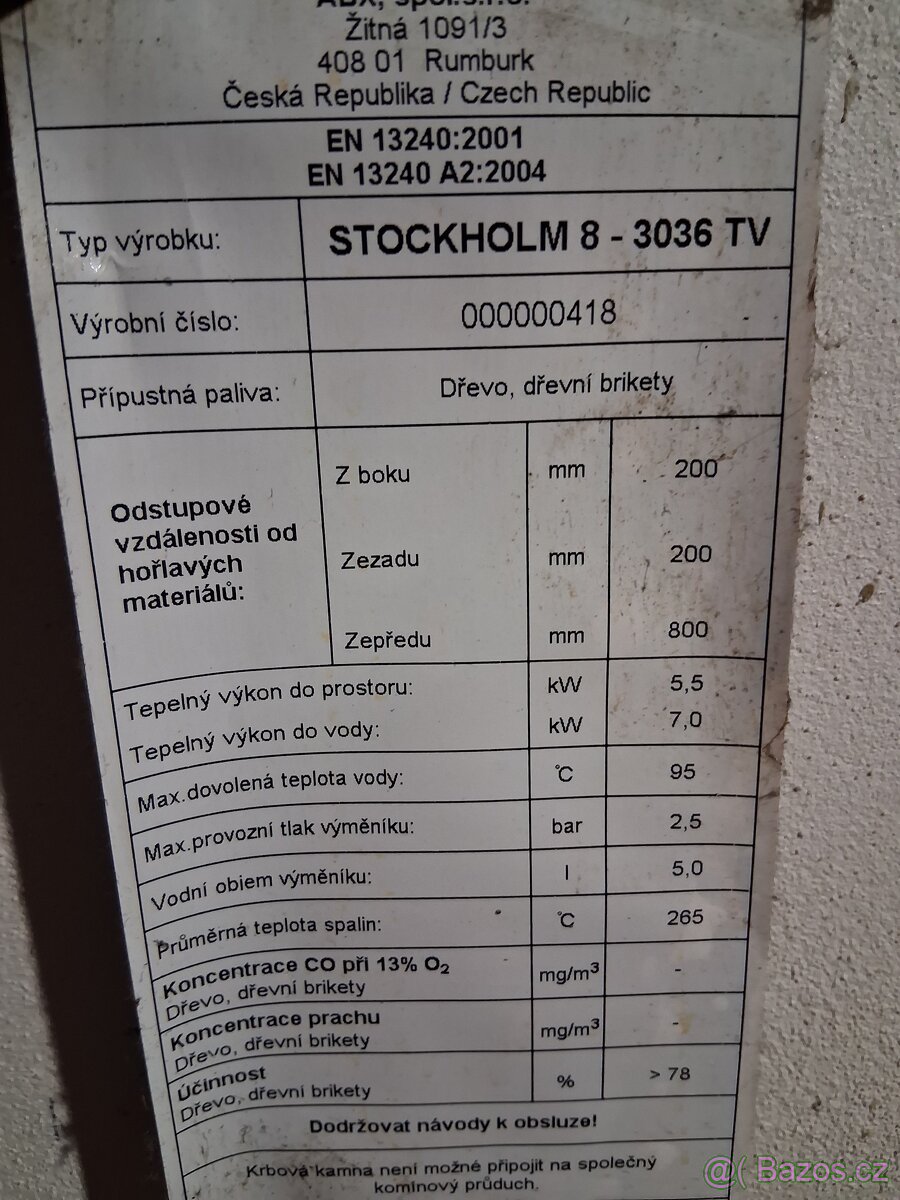 ABX, spol.s.r.o.
Žitná 1091/3
408 01 Rumburk
Česká Republika / Czech Republic
EN 13240:2001
EN 13240 A2:2004
Typ výrobku: STOCKHOLM 8 - 3036 TV
Výrobní číslo: 000000418
Přípustná paliva: Dřevo, dřevní brikety
Odstupové
vzdálenosti od
hořlavých
materiálů:
Z boku mm 200
Zezadu mm 200
Zepředu mm 800
Tepelný výkon do prostoru: kW 5,5
Tepelný výkon do vody: kW 7,0
Max.dovolená teplota vody: °C 95
Max.provozní tlak výměníku: bar 2,5
Vodní objem výměníku: l 5,0
Průměrná teplota spalin: °C 265
Koncentrace CO při 13% O₂ mg/m³ -
Dřevo, dřevní brikety
Koncentrace prachu mg/m³ -
Dřevo, dřevní brikety
Účinnost % > 78
Dřevo, dřevní brikety
Dodržovat návody k obsluze!
Krbová kamna není možné připojit na společný
komínový průduch.
@( Bazos.cz